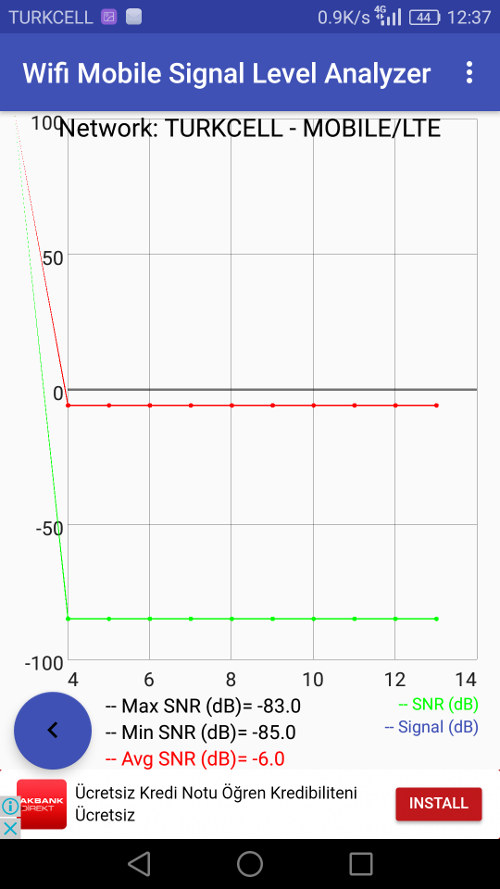 TURKCELL 0.9K/s 4G 44 12:37
Wifi Mobile Signal Level Analyzer
Network: TURKCELL - MOBILE/LTE
100
50
0
-50
-100
4 6 8 10 12 14
-- Max SNR (dB)= -83.0
-- Min SNR (dB)= -85.0
-- Avg SNR (dB)= -6.0
-- SNR (dB)
-- Signal (dB)
AKBANK
DIREKT
Ücretsiz Kredi Notu Öğren Kredibiliteni
Ücretsiz
INSTALL